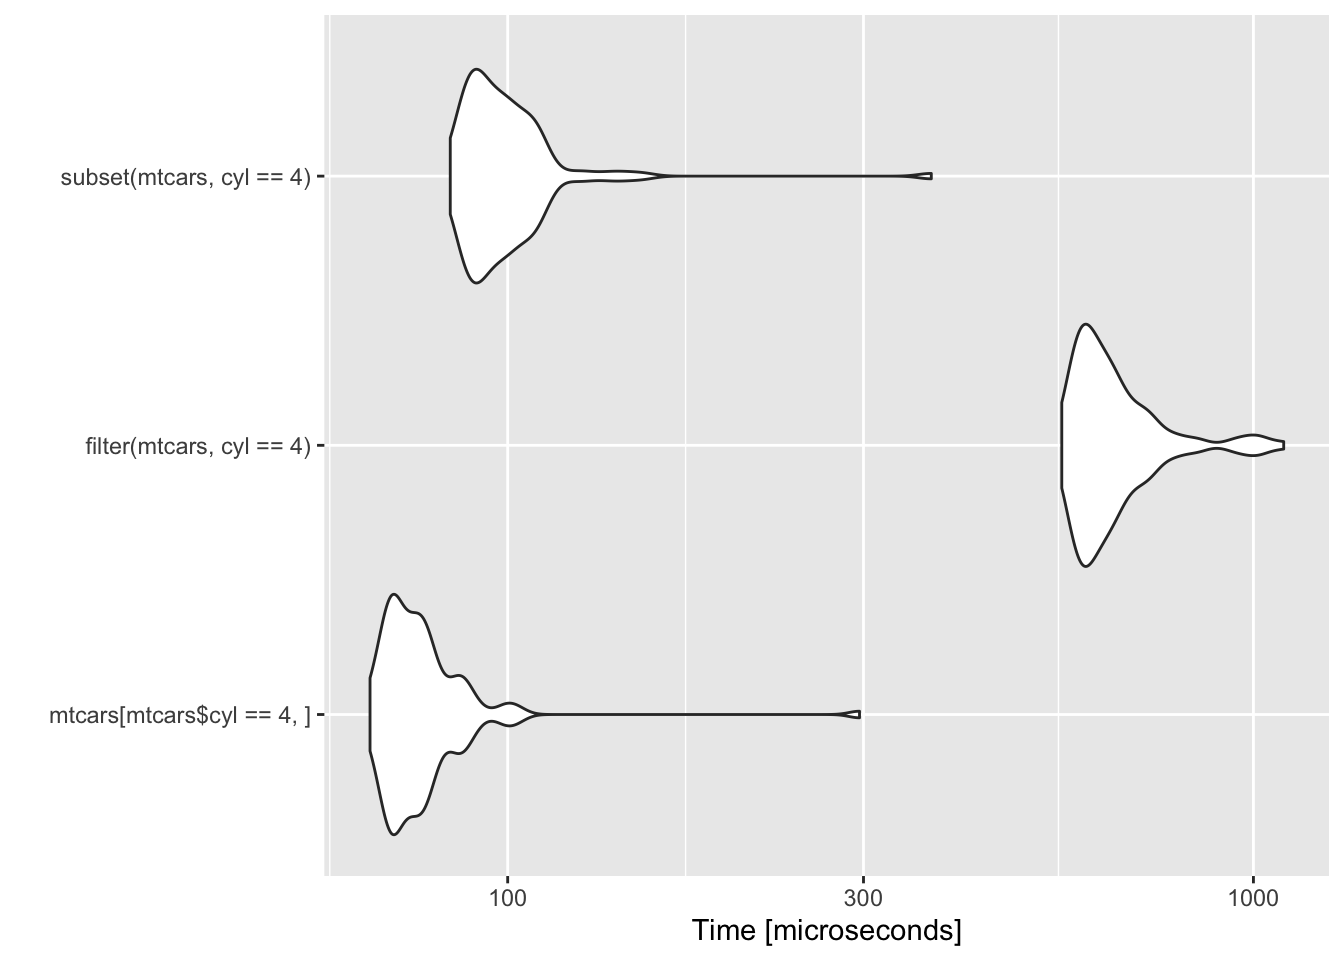 subset(mtcars, cyl == 4)
filter(mtcars, cyl == 4)
mtcars[mtcars$cyl == 4, ]
100 300 1000
Time [microseconds]